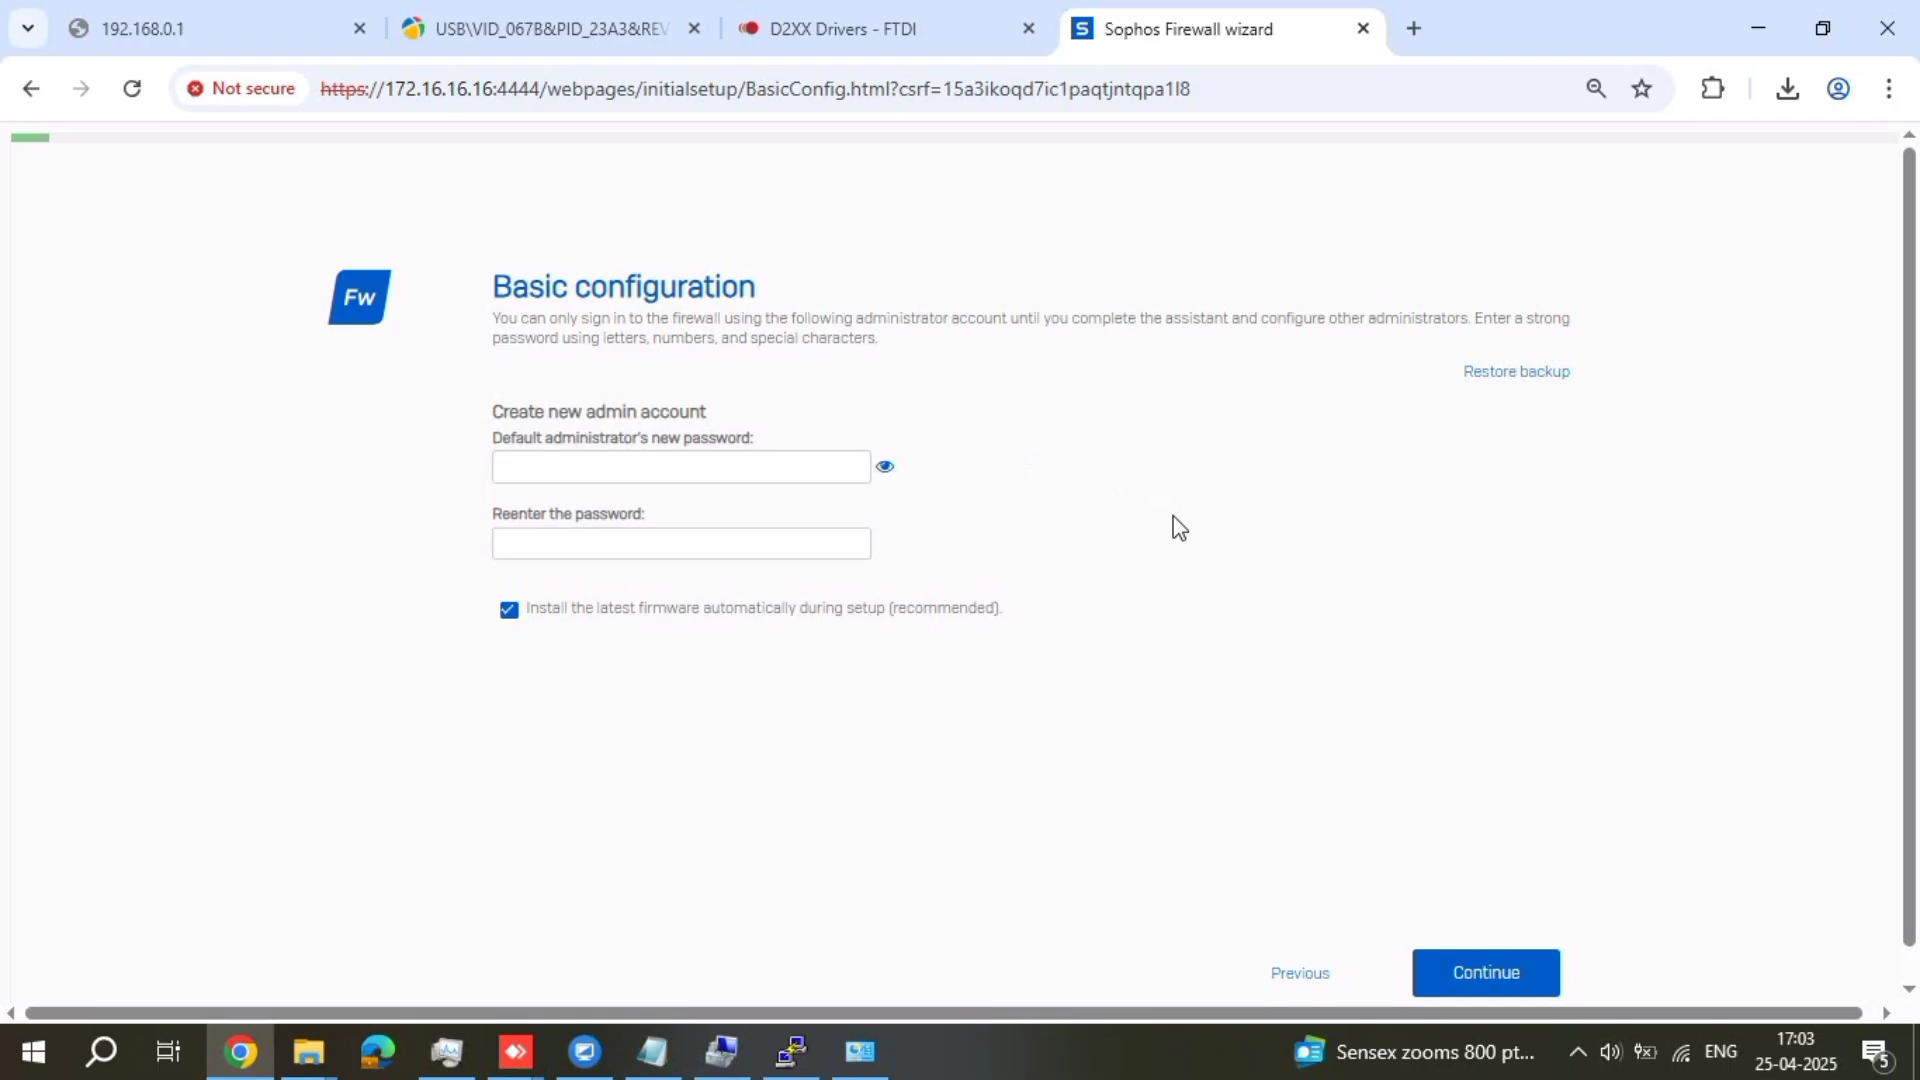 192.168.0.1
USB\VID_067B&PID_23A3&REV
D2XX Drivers - FTDI
S
Sophos Firewall wizard
Not secure
https://172.16.16.16:4444/webpages/initialsetup/BasicConfig.html?csrf=15a3ikoqd7ic1paqtjntqpa1l8
Fw
Basic configuration
You can only sign in to the firewall using the following administrator account until you complete the assistant and configure other administrators. Enter a strong
password using letters, numbers, and special characters.
Restore backup
Create new admin account
Default administrator's new password:
Reenter the password:
Install the latest firmware automatically during setup (recommended).
Previous
Continue
Sensex zooms 800 pt...
ENG
17:03
25-04-2025
5